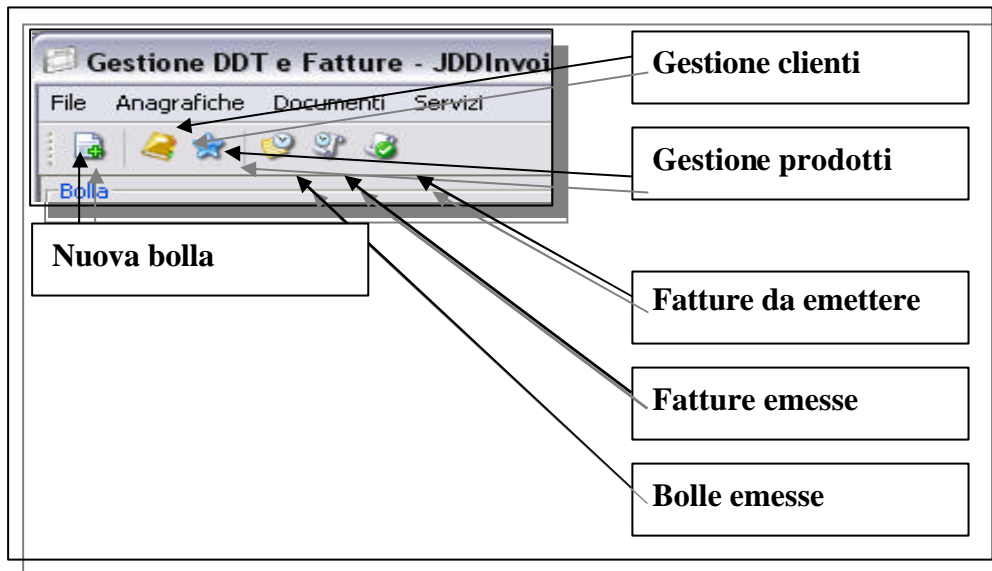 Gestione DDT e Fatture - JDDInvoi
File Anagrafiche Documenti Servizi
Bolla
Gestione clienti
Gestione prodotti
Nuova bolla
Fatture da emettere
Fatture emesse
Bolle emesse